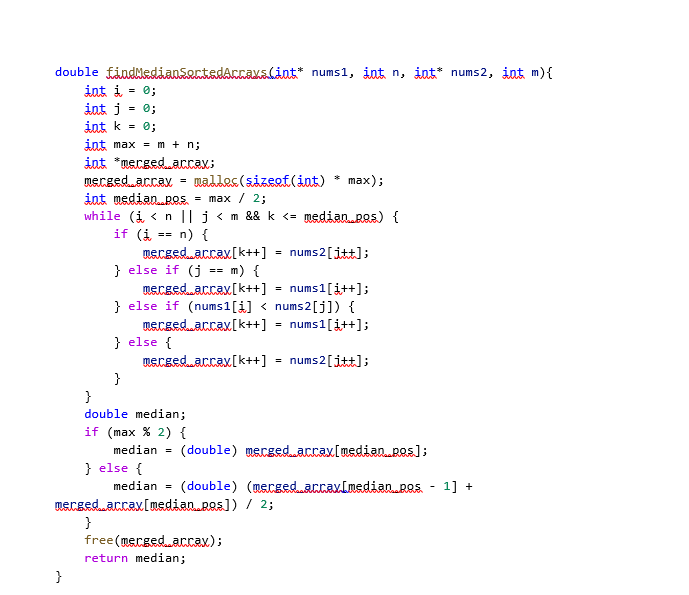 double findMedianSortedArrays(int* nums1, int n, int* nums2, int m){
    int i = 0;
    int j = 0;
    int k = 0;
    int max = m + n;
    int *merged_array;
    merged_array = malloc(sizeof(int) * max);
    int median_pos = max / 2;
    while (i < n || j < m && k <= median_pos) {
        if (i == n) {
            merged_array[k++] = nums2[j++];
        } else if (j == m) {
            merged_array[k++] = nums1[i++];
        } else if (nums1[i] < nums2[j]) {
            merged_array[k++] = nums1[i++];
        } else {
            merged_array[k++] = nums2[j++];
        }
    }
    double median;
    if (max % 2) {
        median = (double) merged_array[median_pos];
    } else {
        median = (double) (merged_array[median_pos - 1] +
merged_array[median_pos]) / 2;
    }
    free(merged_array);
    return median;
}